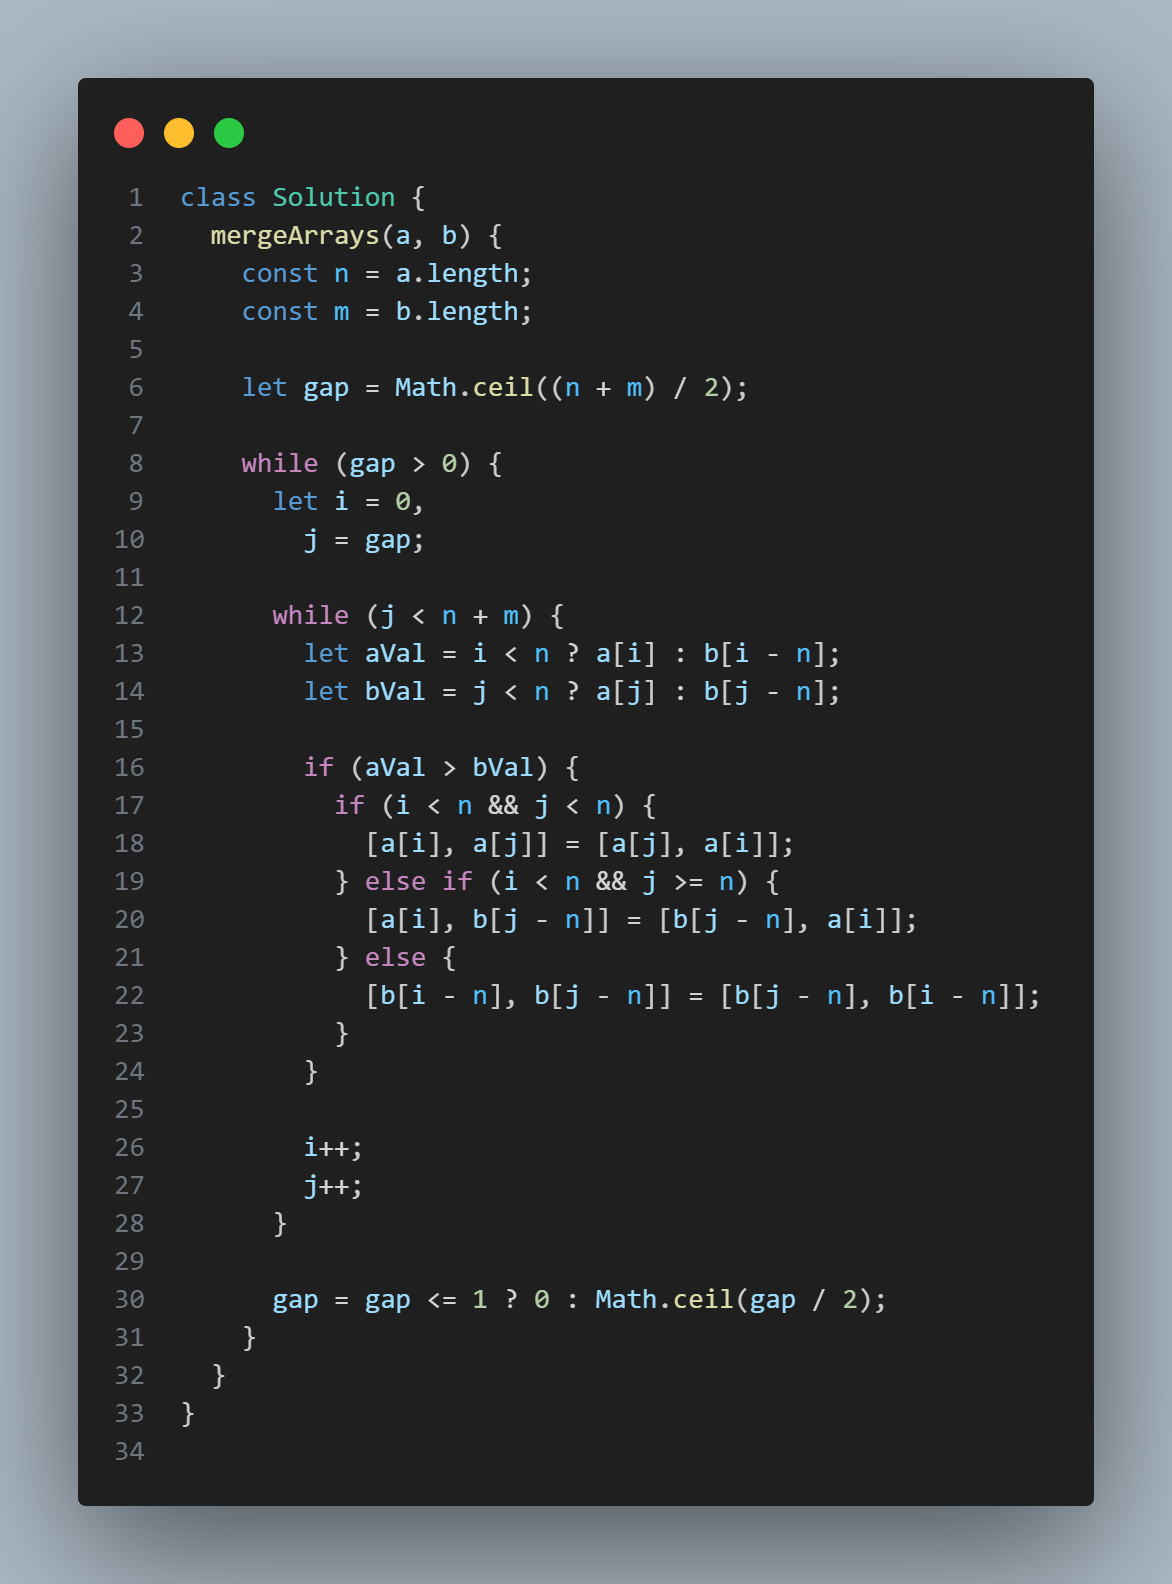 1 class Solution {
2   mergeArrays(a, b) {
3     const n = a.length;
4     const m = b.length;
5
6     let gap = Math.ceil((n + m) / 2);
7
8     while (gap > 0) {
9       let i = 0,
10         j = gap;
11
12       while (j < n + m) {
13         let aVal = i < n ? a[i] : b[i - n];
14         let bVal = j < n ? a[j] : b[j - n];
15
16         if (aVal > bVal) {
17           if (i < n && j < n) {
18             [a[i], a[j]] = [a[j], a[i]];
19           } else if (i < n && j >= n) {
20             [a[i], b[j - n]] = [b[j - n], a[i]];
21           } else {
22             [b[i - n], b[j - n]] = [b[j - n], b[i - n]];
23           }
24         }
25
26         i++;
27         j++;
28       }
29
30       gap = gap <= 1 ? 0 : Math.ceil(gap / 2);
31     }
32   }
33 }
34